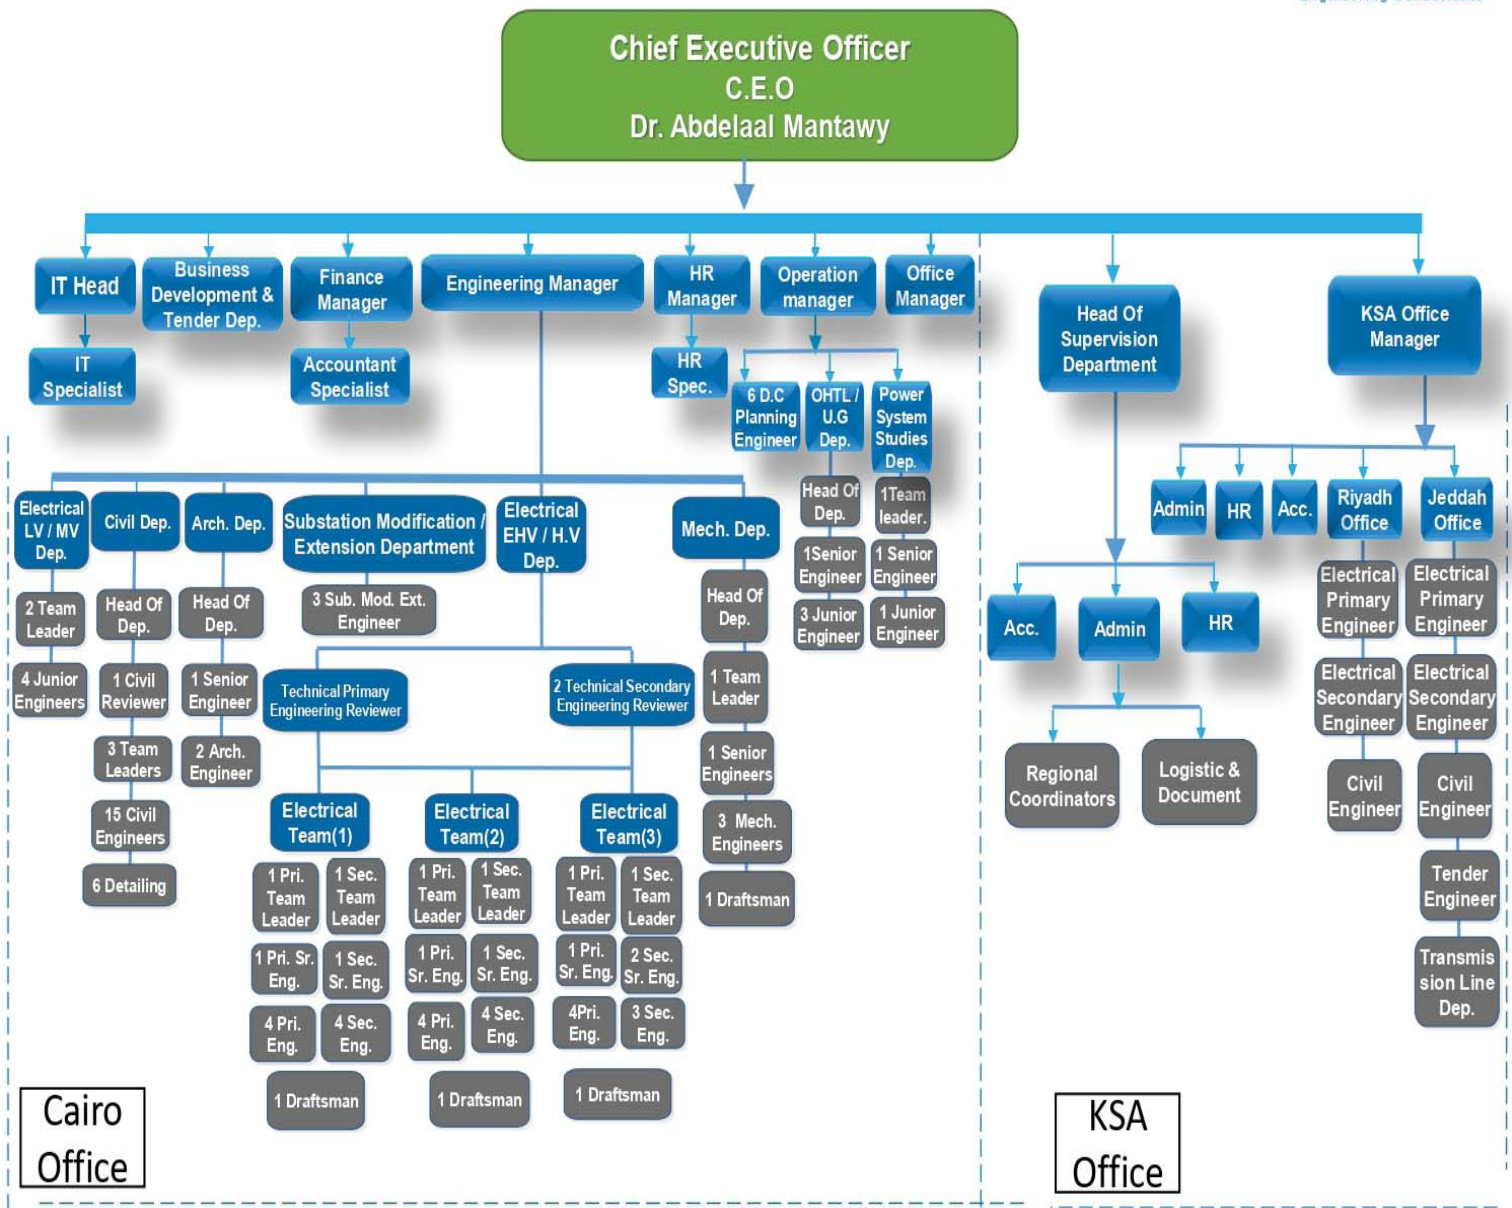 Chief Executive Officer
C.E.O
Dr. Abdelaal Mantawy
IT Head
Business
Development &
Tender Dep.
Finance
Manager
Engineering Manager
HR
Manager
Operation
manager
Office
Manager
Head Of
Supervision
Department
KSA Office
Manager
IT
Specialist
Accountant
Specialist
HR
Spec.
6 D.C
Planning
Engineer
OHTL /
U.G
Dep.
Power
System
Studies
Dep.
Head Of
Dep.
1Senior
Engineer
3 Junior
Engineer
1Team
leader.
1 Senior
Engineer
1 Junior
Engineer
Electrical
LV / MV
Dep.
2 Team
Leader
4 Junior
Engineers
Civil Dep.
Head Of
Dep.
1 Civil
Reviewer
3 Team
Leaders
15 Civil
Engineers
6 Detailing
Arch. Dep.
Head Of
Dep.
1 Senior
Engineer
2 Arch.
Engineer
Substation Modification /
Extension Department
3 Sub. Mod. Ext.
Engineer
Electrical
EHV / H.V
Dep.
Technical Primary
Engineering Reviewer
2 Technical Secondary
Engineering Reviewer
Electrical
Team(1)
1 Pri.
Team
Leader
1 Sec.
Team
Leader
1 Pri. Sr.
Eng.
1 Sec.
Sr. Eng.
4 Pri.
Eng.
4 Sec.
Eng.
1 Draftsman
Electrical
Team(2)
1 Pri.
Team
Leader
1 Sec.
Team
Leader
1 Pri.
Sr. Eng.
1 Sec.
Sr. Eng.
4 Pri.
Eng.
4 Sec.
Eng.
1 Draftsman
Electrical
Team(3)
1 Pri.
Team
Leader
1 Sec.
Team
Leader
1 Pri.
Sr. Eng.
2 Sec.
Sr. Eng.
4Pri.
Eng.
3 Sec.
Eng.
1 Draftsman
Mech. Dep.
Head Of
Dep.
1 Team
Leader
1 Senior
Engineers
3 Mech.
Engineers
1 Draftsman
Acc.
Admin
HR
Regional
Coordinators
Logistic &
Document
Admin
HR
Acc.
Riyadh
Office
Electrical
Primary
Engineer
Electrical
Secondary
Engineer
Civil
Engineer
Jeddah
Office
Electrical
Primary
Engineer
Electrical
Secondary
Engineer
Civil
Engineer
Tender
Engineer
Transmis
sion Line
Dep.
Cairo
Office
KSA
Office